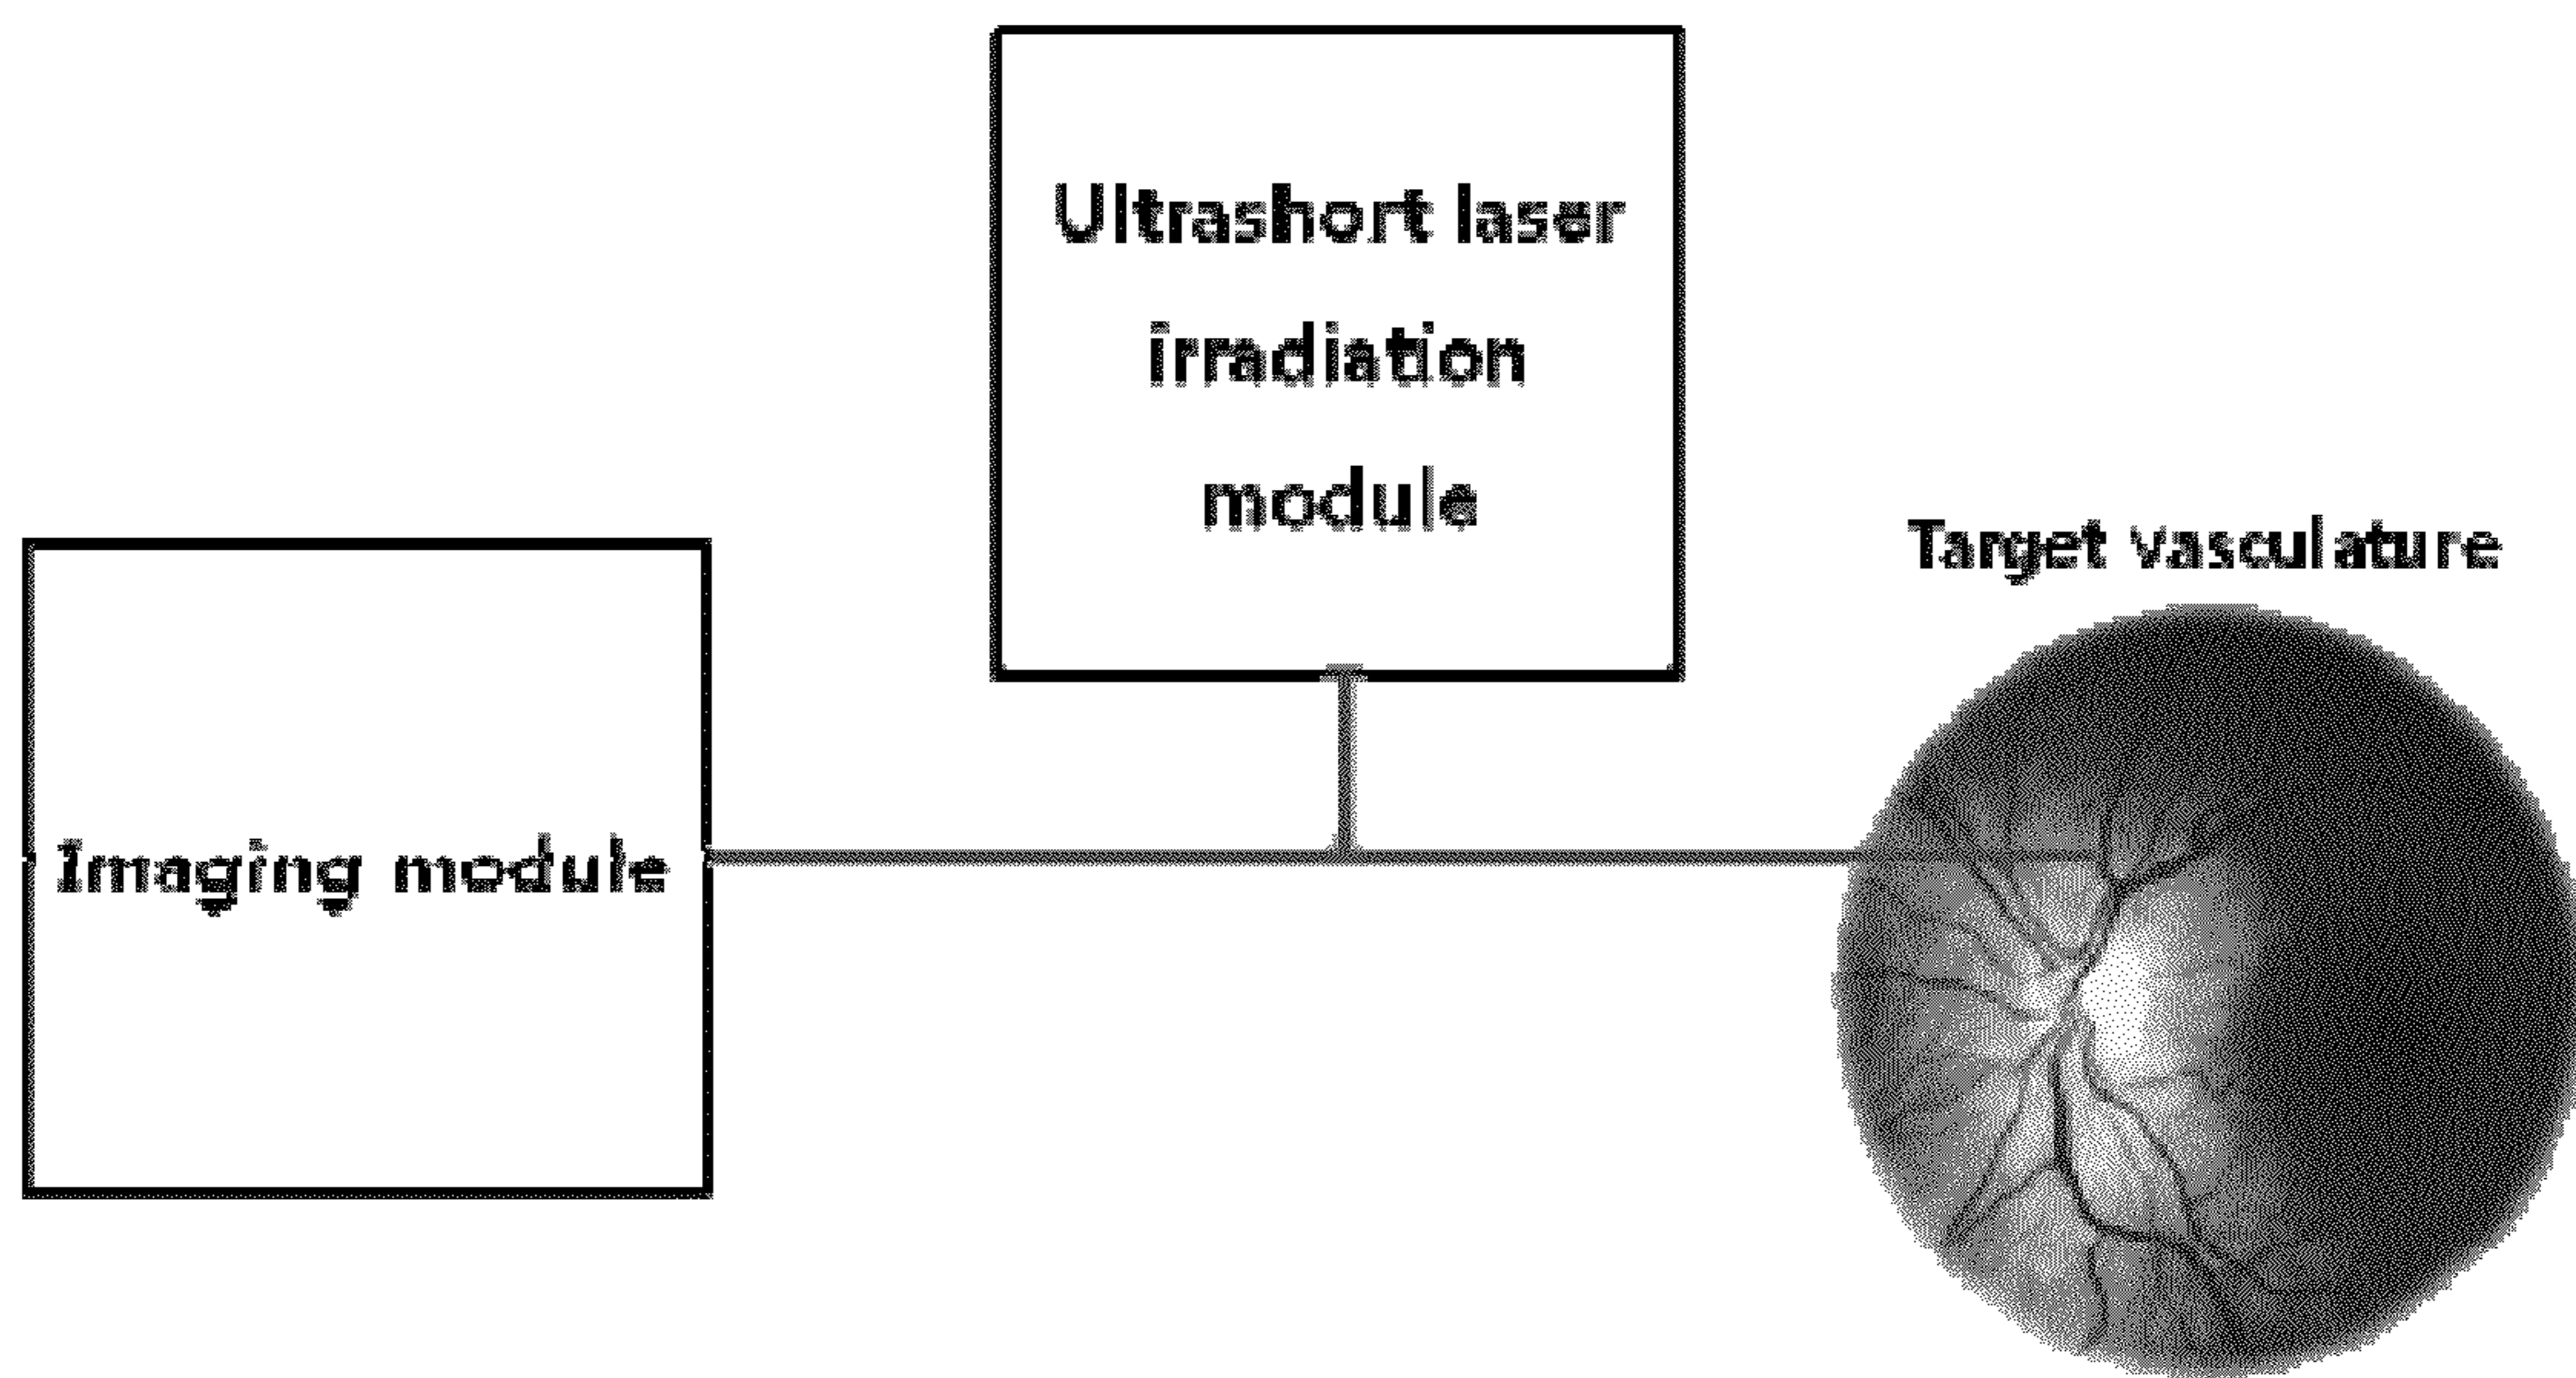 Ultrashort laser
irradiation
module
Target vasculature
Imaging module